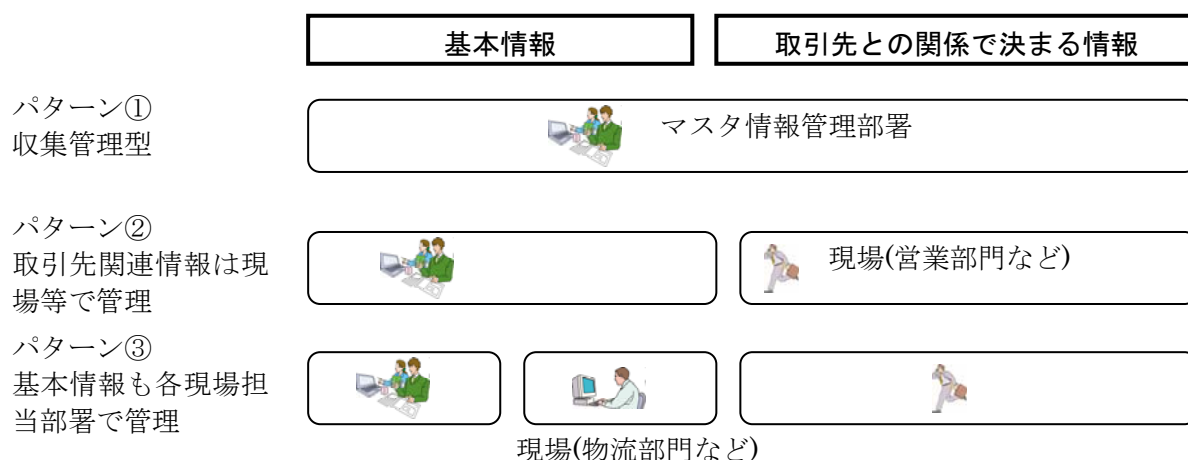 基本情報
取引先との関係で決まる情報
パターン①
収集管理型
マスタ情報管理部署
パターン②
取引先関連情報は現
場等で管理
現場(営業部門など)
パターン③
基本情報も各現場担
当部署で管理
現場(物流部門など)